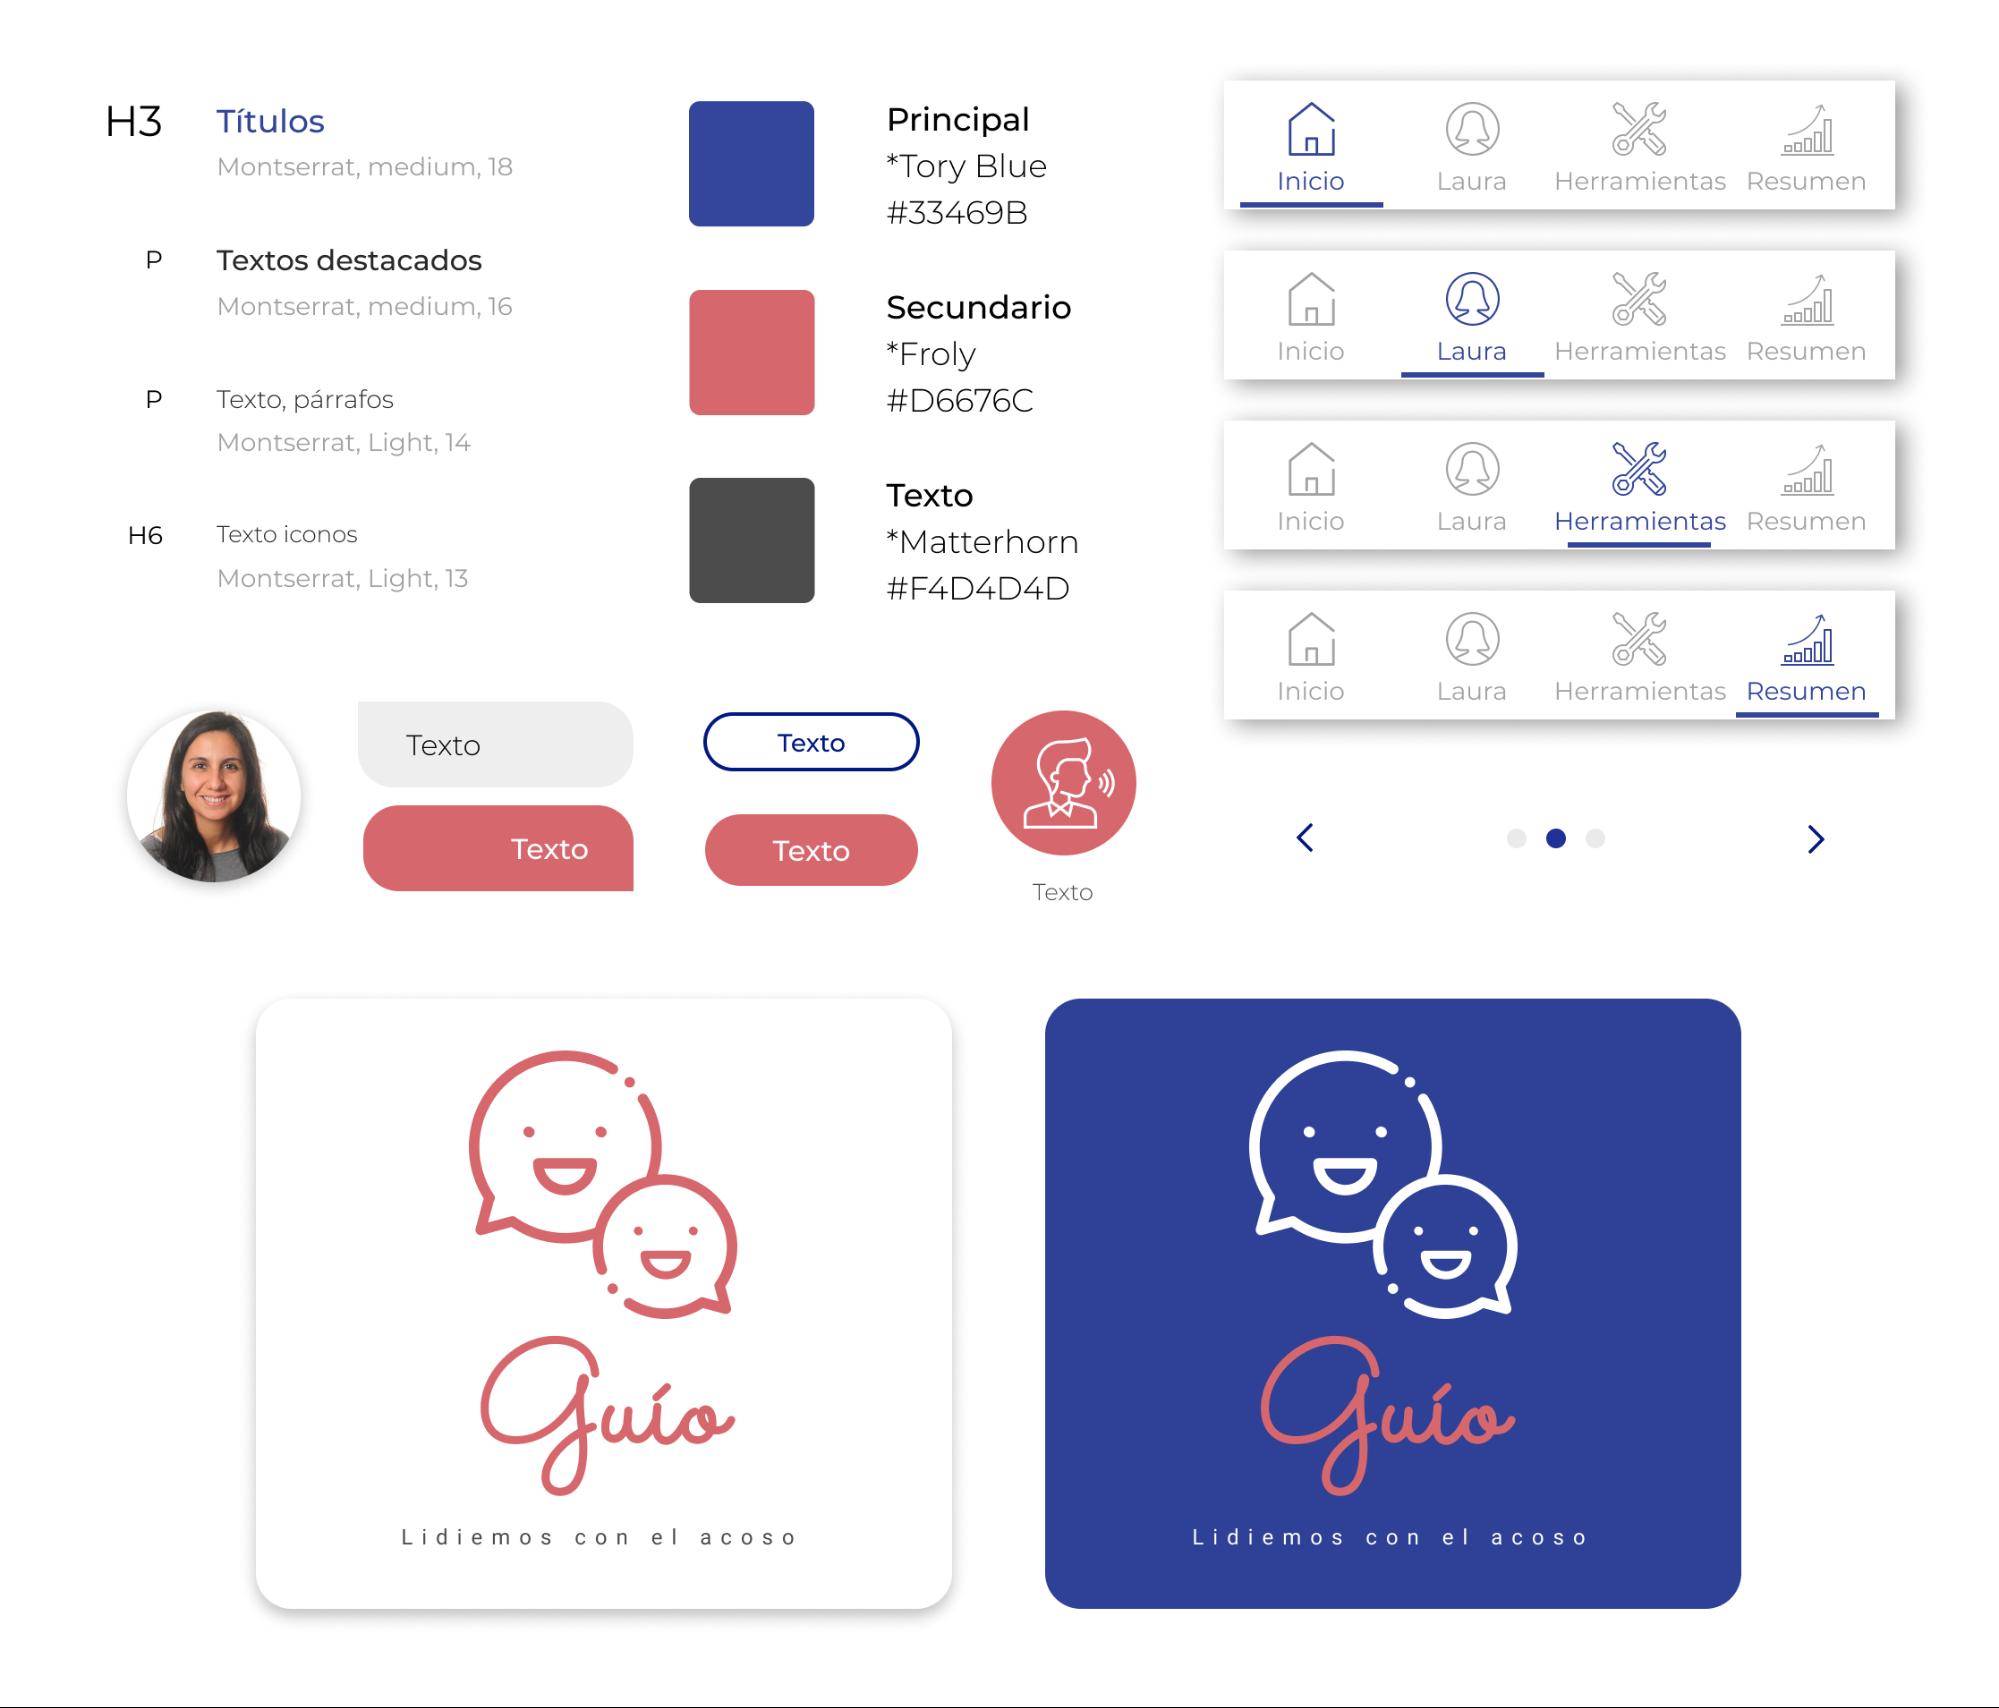 H3 Títulos
Montserrat, medium, 18
P Textos destacados
Montserrat, medium, 16
P Texto, párrafos
Montserrat, Light, 14
H6 Texto iconos
Montserrat, Light, 13
Principal
*Tory Blue
#33469B
Secundario
*Froly
#D6676C
Texto
*Matterhorn
#F4D4D4D
Inicio Laura Herramientas Resumen
Inicio Laura Herramientas Resumen
Inicio Laura Herramientas Resumen
Inicio Laura Herramientas Resumen
Texto
Texto
Texto
Texto
Texto
Guío
Lidiemos con el acoso
Guío
Lidiemos con el acoso